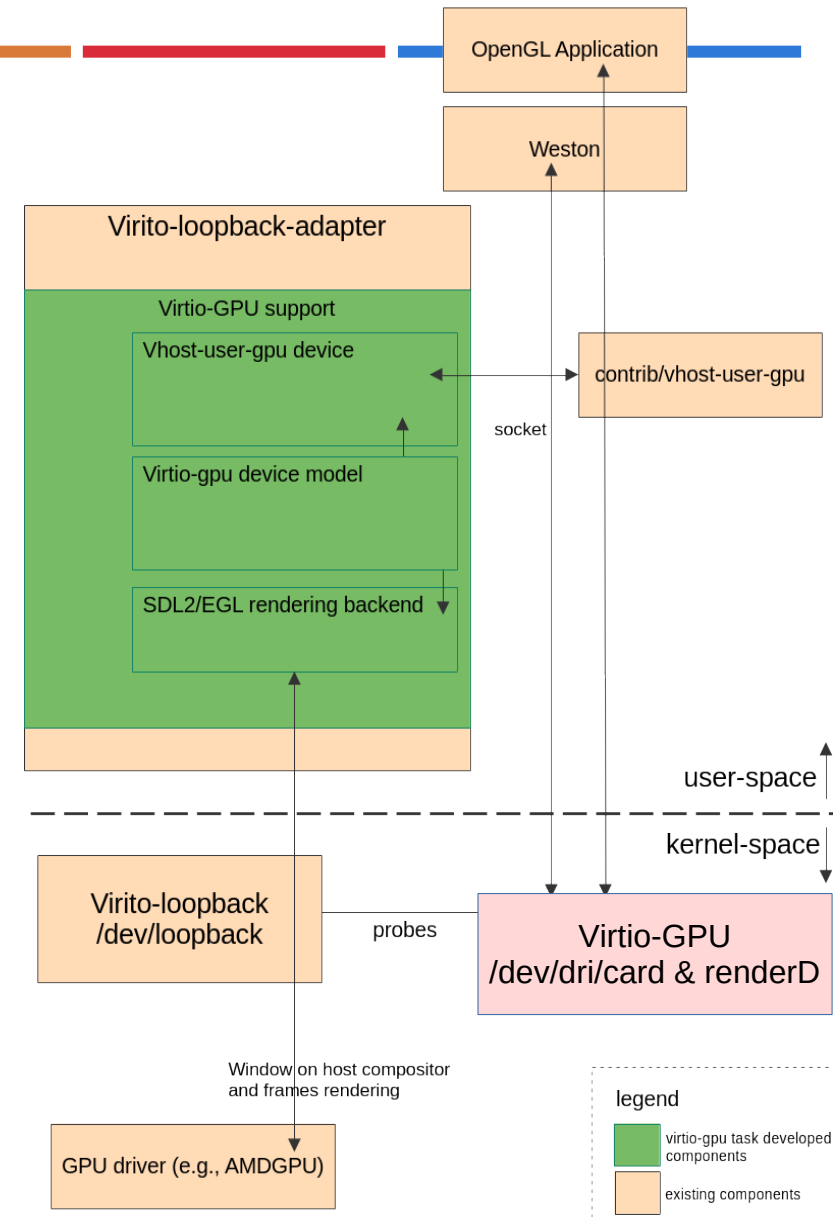 OpenGL Application
Weston
Virito-loopback-adapter
Virtio-GPU support
Vhost-user-gpu device
contrib/vhost-user-gpu
socket
Virtio-gpu device model
SDL2/EGL rendering backend
user-space
kernel-space
Virito-loopback
/dev/loopback
probes
Virtio-GPU
/dev/dri/card & renderD
Window on host compositor
and frames rendering
GPU driver (e.g., AMDGPU)
legend
virtio-gpu task developed
components
existing components